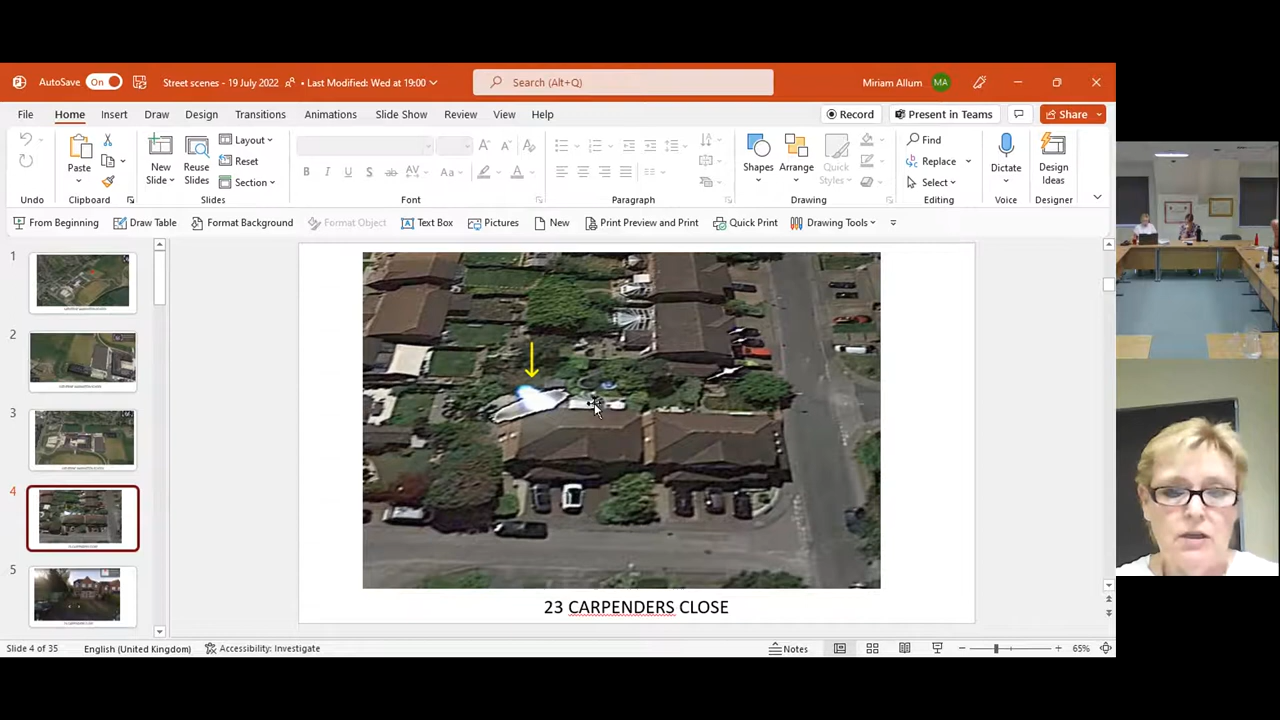 AutoSave On Street scenes - 19 July 2022 • Last Modified: Wed at 19:00 Search (Alt+Q) Miriam Allum MA
File Home Insert Draw Design Transitions Animations Slide Show Review View Help Record Present in Teams Share
Paste New Slide Reuse Slides Layout Reset Section Find Replace Select
B I U S ab AV Aa A
Shapes Arrange Quick Styles Dictate Design Ideas
Undo Clipboard Slides Font Paragraph Drawing Editing Voice Designer
From Beginning Draw Table Format Background Format Object Text Box Pictures New Print Preview and Print Quick Print Drawing Tools
1
2
3
4
5
23 CARPENDERS CLOSE
Slide 4 of 35 English (United Kingdom) Accessibility: Investigate Notes 65%